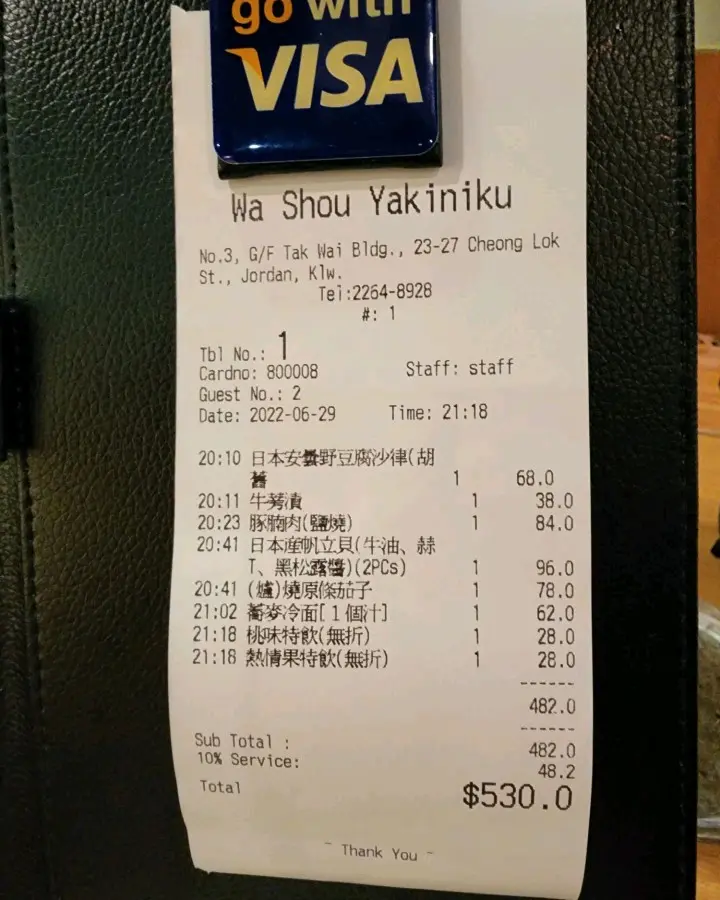 go with
VISA
Wa Shou Yakiniku
No.3, G/F Tak Wai Bldg., 23-27 Cheong Lok
St., Jordan, Klw.
Tel:2264-8928
#: 1
Tbl No.: 1
Cardno: 800008 Staff: staff
Guest No.: 2
Date: 2022-06-29 Time: 21:18
20:10 日本安曇野豆腐沙律(胡
蓄 1 68.0
20:11 牛蒡漬 1 38.0
20:23 豚腩肉(鹽燒) 1 84.0
20:41 日本産帆立貝(牛油、赫
T、黑松露醬)(2PCs) 1 96.0
20:41 (爐)燒原條茄子 1 78.0
21:02 蕎麥冷面[1個汁] 1 62.0
21:18 桃味特飲(無折) 1 28.0
21:18 熱情果特飲(無折) 1 28.0
------
482.0
------
Sub Total : 482.0
10% Service: 48.2
Total $530.0
~ Thank You ~